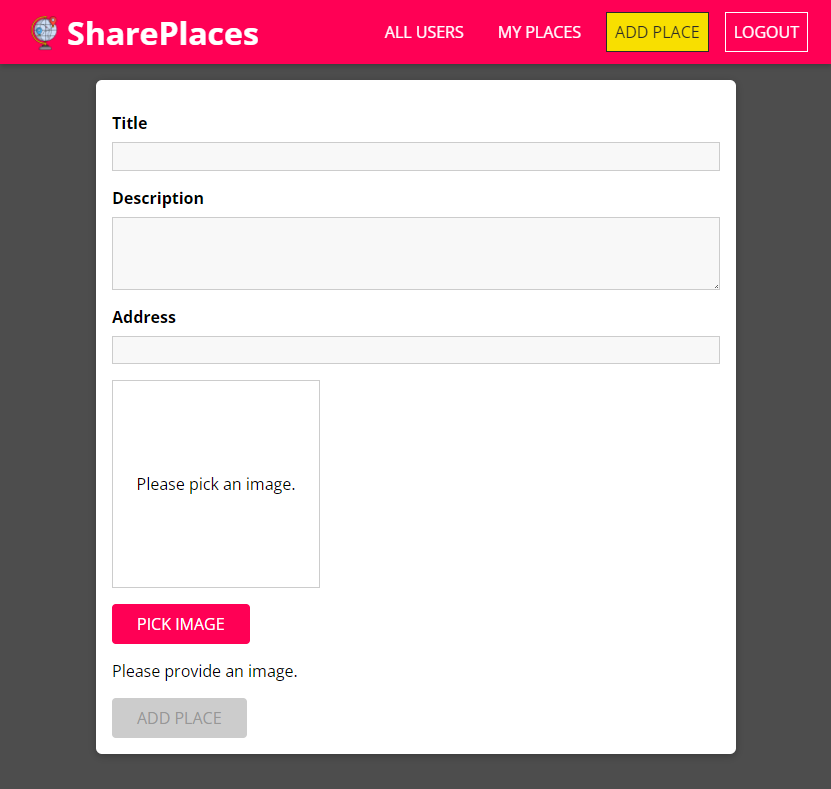 SharePlaces ALL USERS MY PLACES ADD PLACE LOGOUT
Title
Description
Address
Please pick an image.
PICK IMAGE
Please provide an image.
ADD PLACE